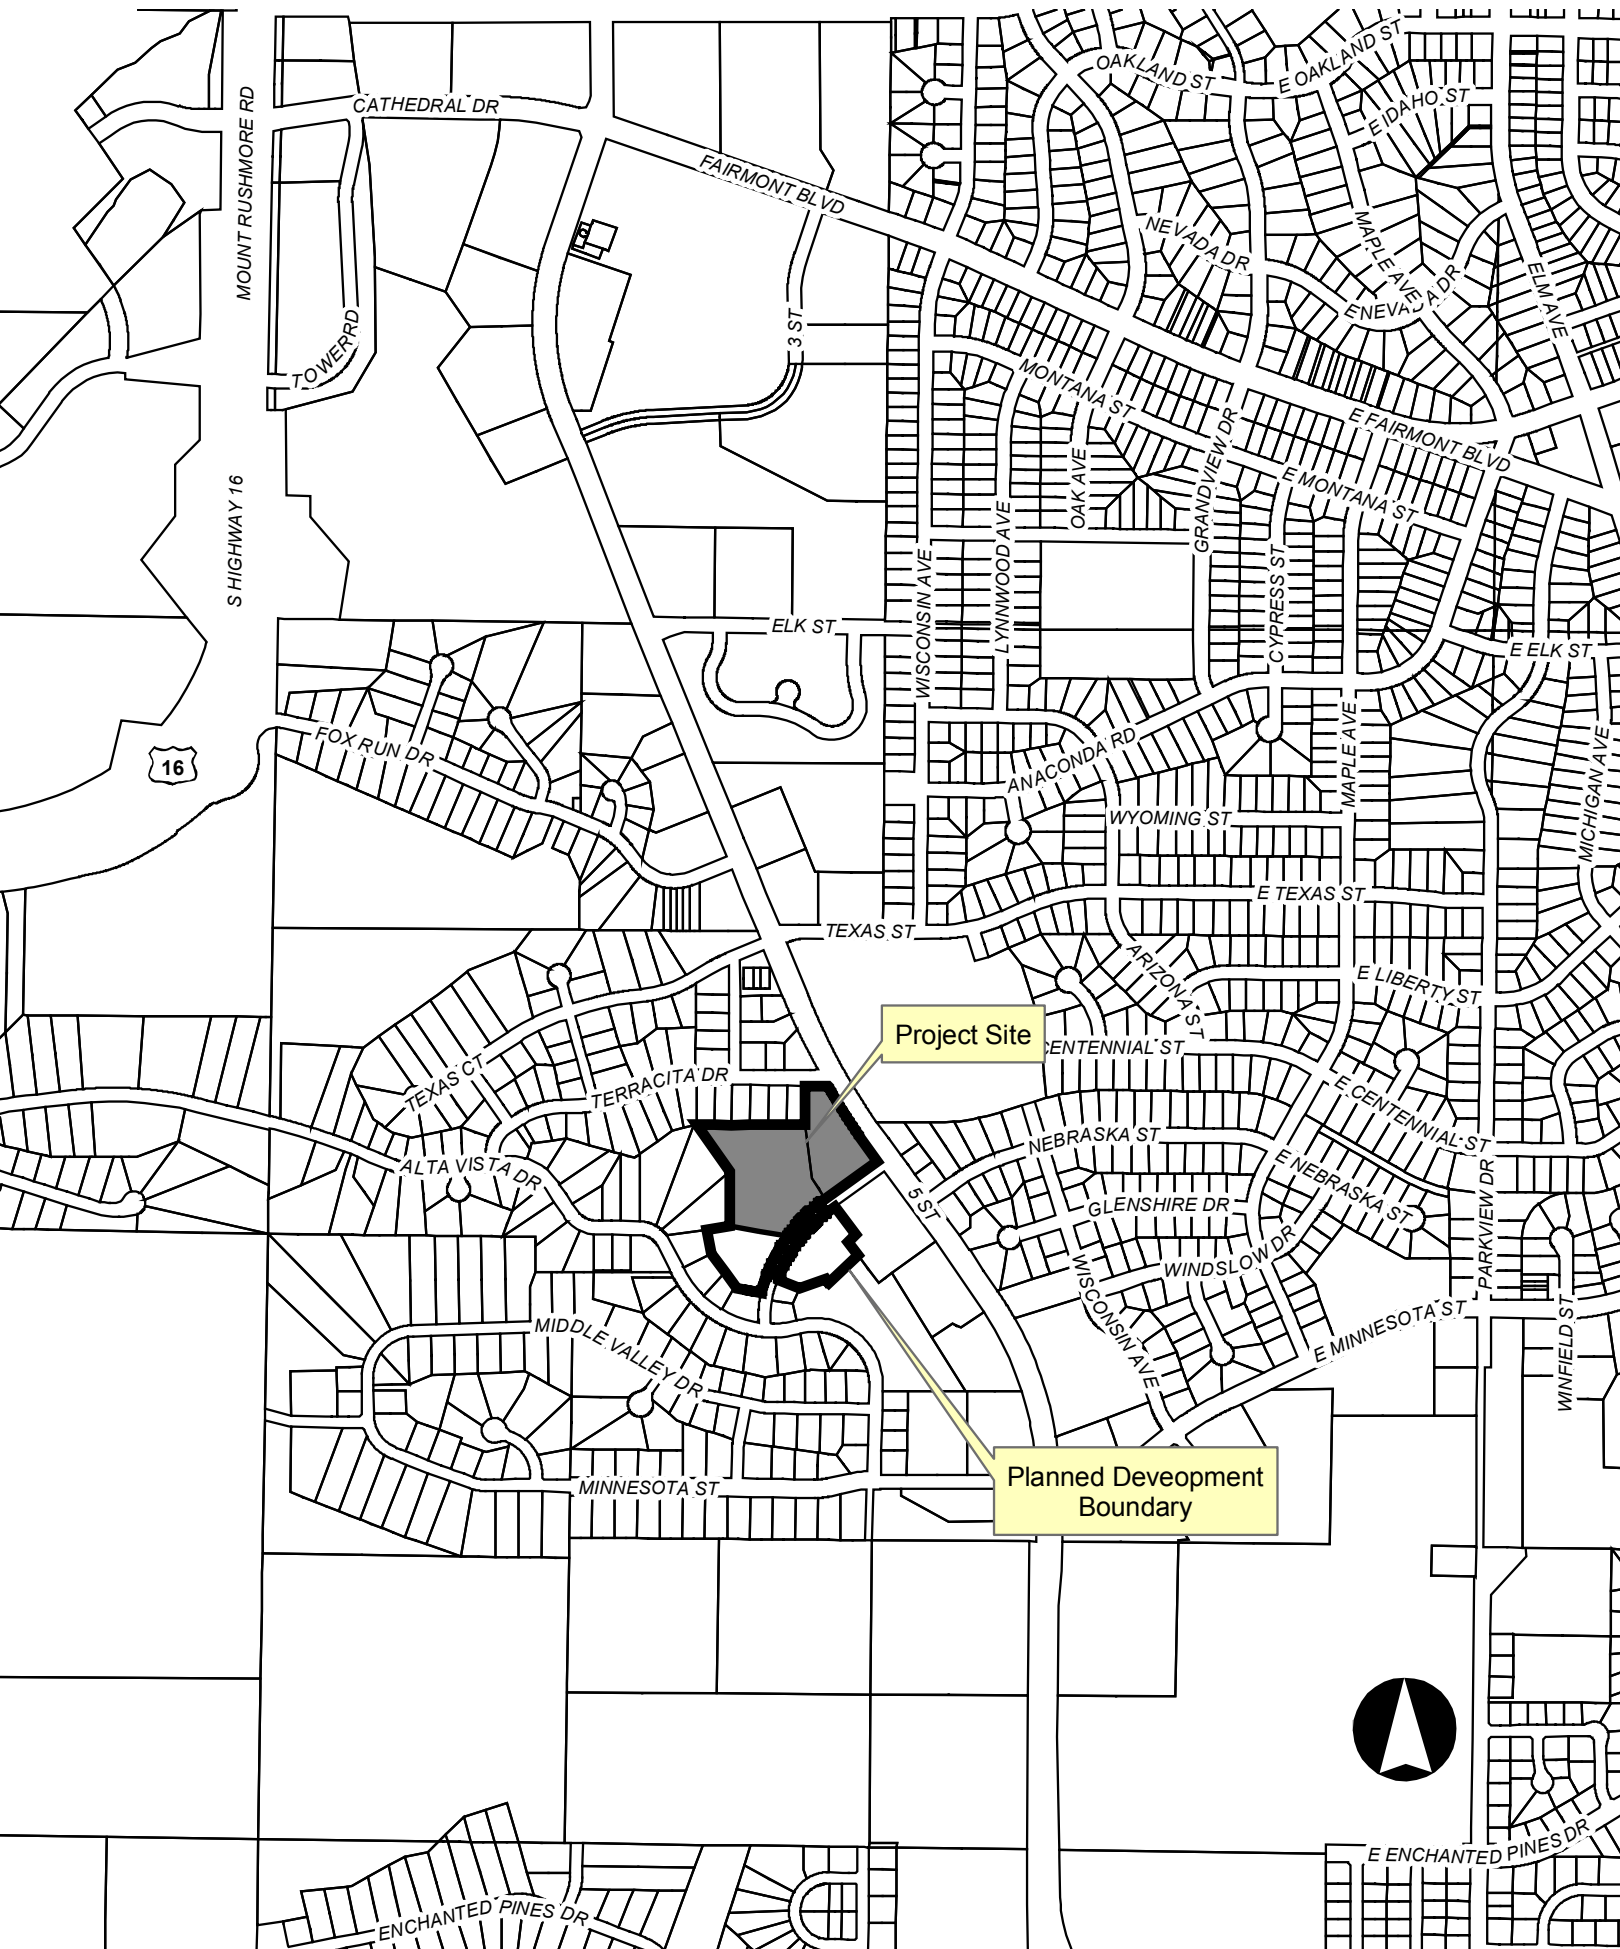 OAKLAND ST
E OAKLAND ST
CATHEDRAL DR
E IDAHO ST
MOUNT RUSHMORE RD
FAIRMONT BLVD
NEVADA DR
MAPLE AVE
E NEVADA DR
ELM AVE
3 ST
TOWER RD
MONTANA ST
E FAIRMONT BLVD
GRANDVIEW DR
OAK AVE
E MONTANA ST
S HIGHWAY 16
LYNNWOOD AVE
WISCONSIN AVE
CYPRESS ST
ELK ST
E ELK ST
FOX RUN DR
16
ANACONDA RD
MAPLE AVE
MICHIGAN AVE
WYOMING ST
E TEXAS ST
TEXAS ST
ARIZONA ST
E LIBERTY ST
Project Site
CENTENNIAL ST
TEXAS CT
TERRACITA DR
E CENTENNIAL ST
NEBRASKA ST
E NEBRASKA ST
ALTA VISTA DR
5 ST
GLENSHIRE DR
PARKVIEW DR
WINDSLOW DR
WISCONSIN AVE
MIDDLE VALLEY DR
E MINNESOTA ST
WINFIELD ST
MINNESOTA ST
Planned Deveopment
Boundary
E ENCHANTED PINES DR
ENCHANTED PINES DR